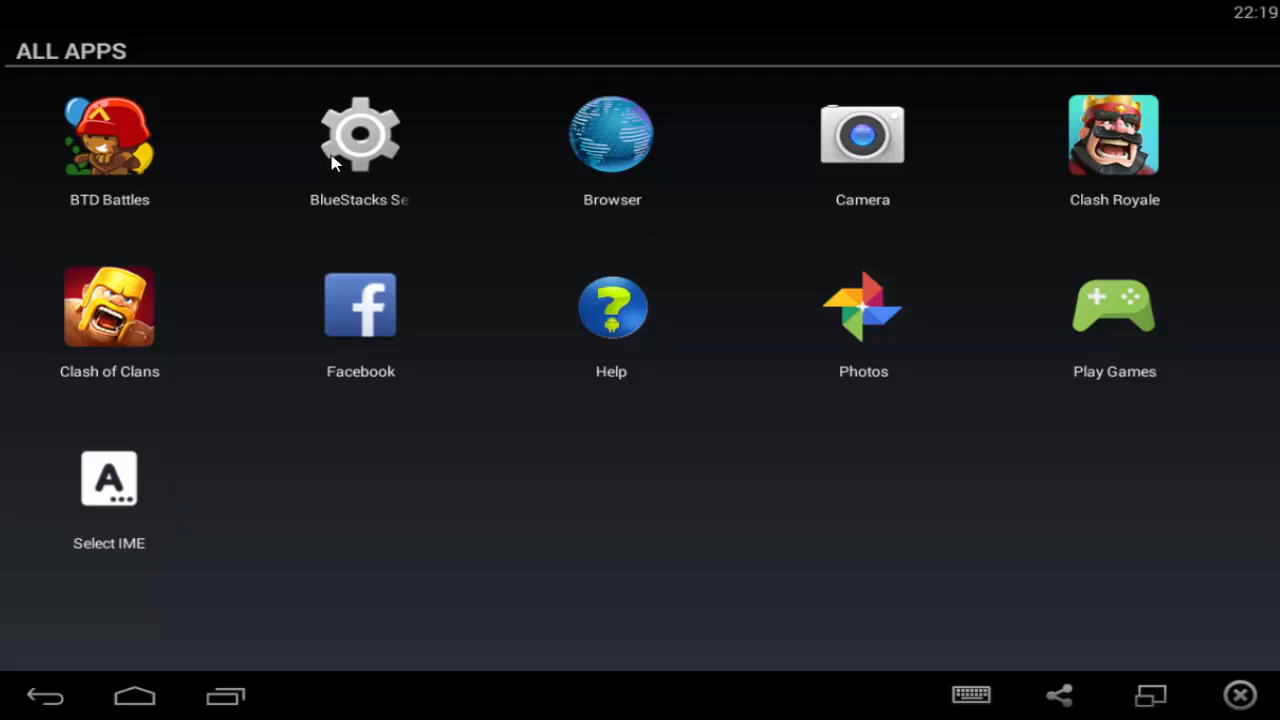 22:19
ALL APPS
BTD Battles
BlueStacks Se
Browser
Camera
Clash Royale
Clash of Clans
Facebook
Help
Photos
Play Games
A
Select IME